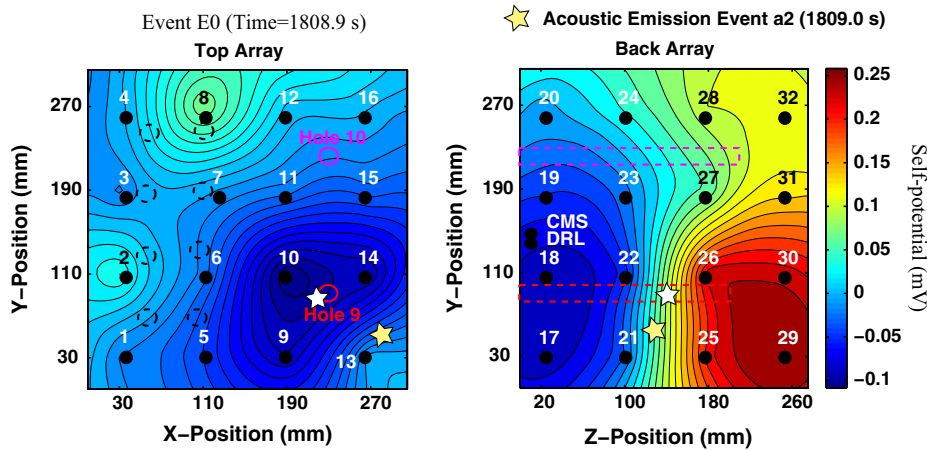 Event E0 (Time=1808.9 s)
Acoustic Emission Event a2 (1809.0 s)
Top Array
Back Array
4 8 12 16
Hole 10
3 7 11 15
2 6 10 14
Hole 9
1 5 9 13
270
190
110
30
30 110 190 270
Y−Position (mm)
X−Position (mm)
20 24 28 32
19 23 27 31
CMS
DRL
18 22 26 30
17 21 25 29
270
190
110
30
20 100 180 260
Y−Position (mm)
Z−Position (mm)
0.25
0.20
0.15
0.10
0.05
0
−0.05
−0.1
Self-potential (mV)